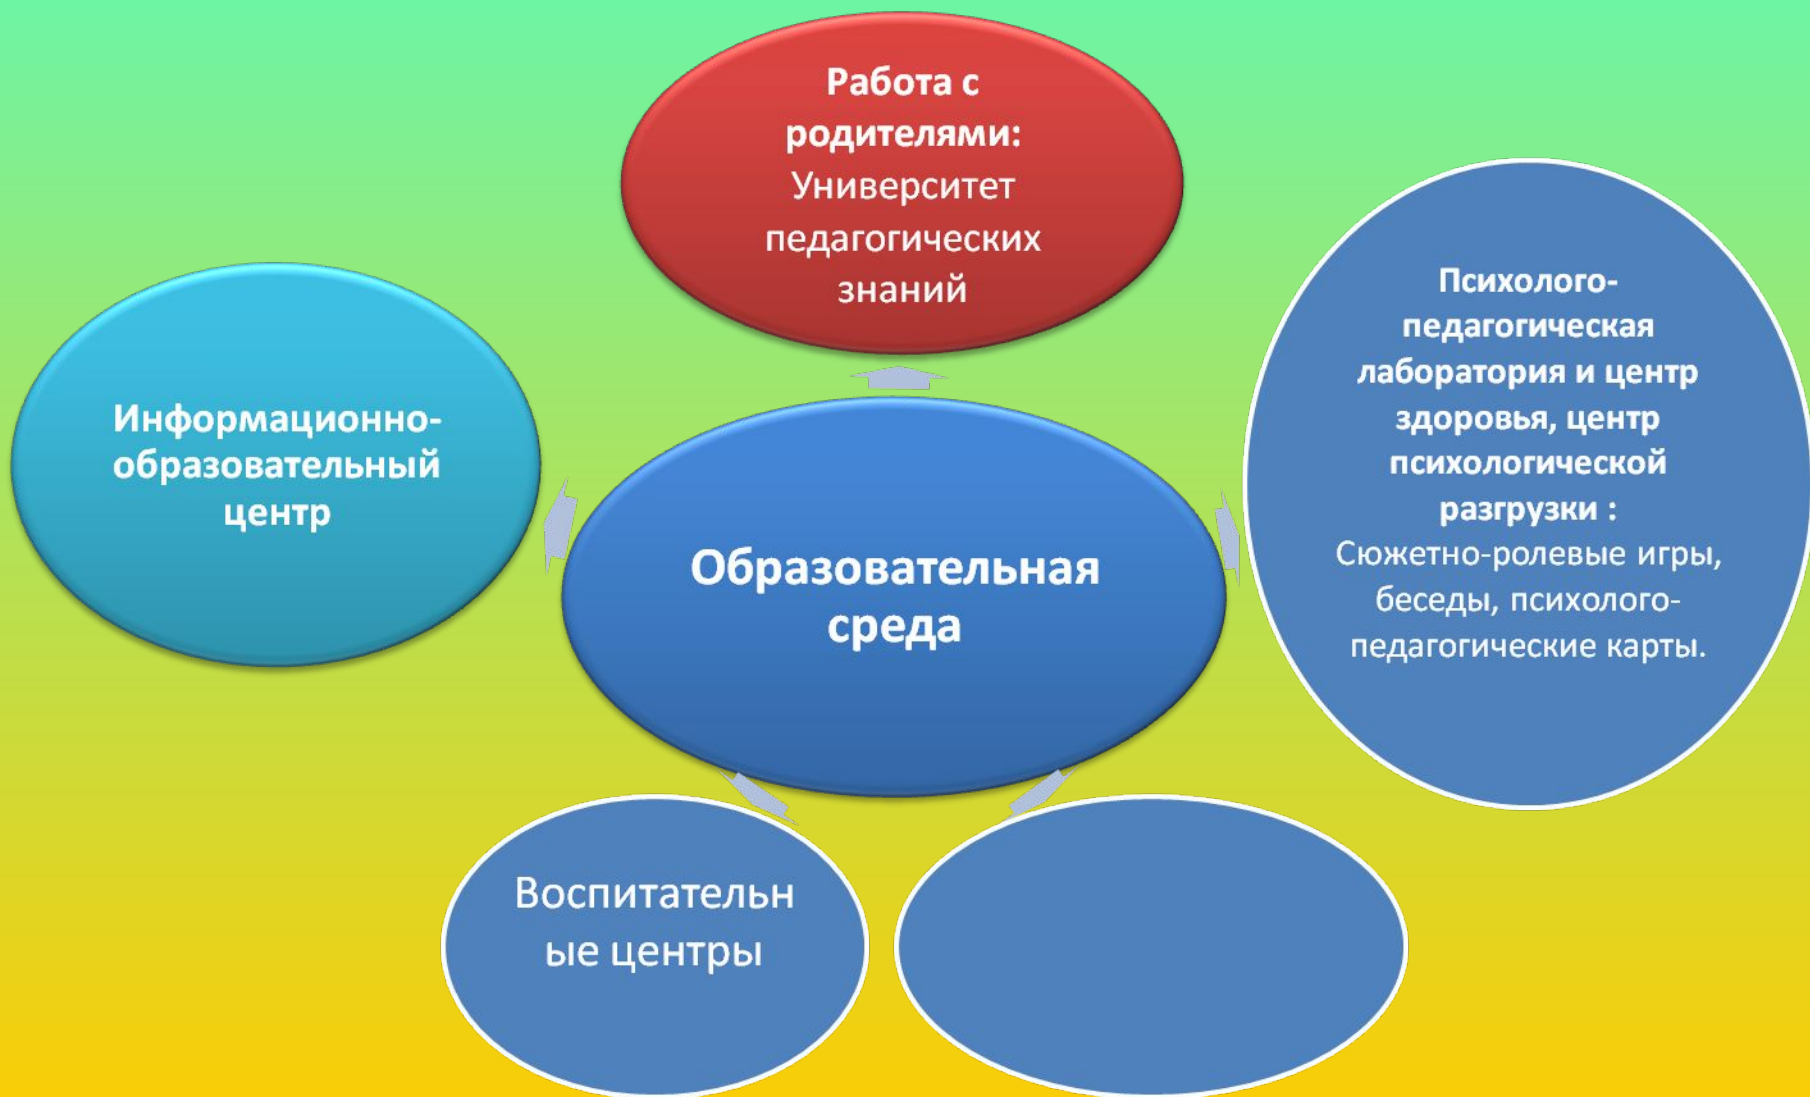 Работа с
родителями:
Университет
педагогических
знаний
Информационно-
образовательный
центр
Образовательная
среда
Психолого-
педагогическая
лаборатория и центр
здоровья, центр
психологической
разгрузки :
Сюжетно-ролевые игры,
беседы, психолого-
педагогические карты.
Воспитательн
ые центры